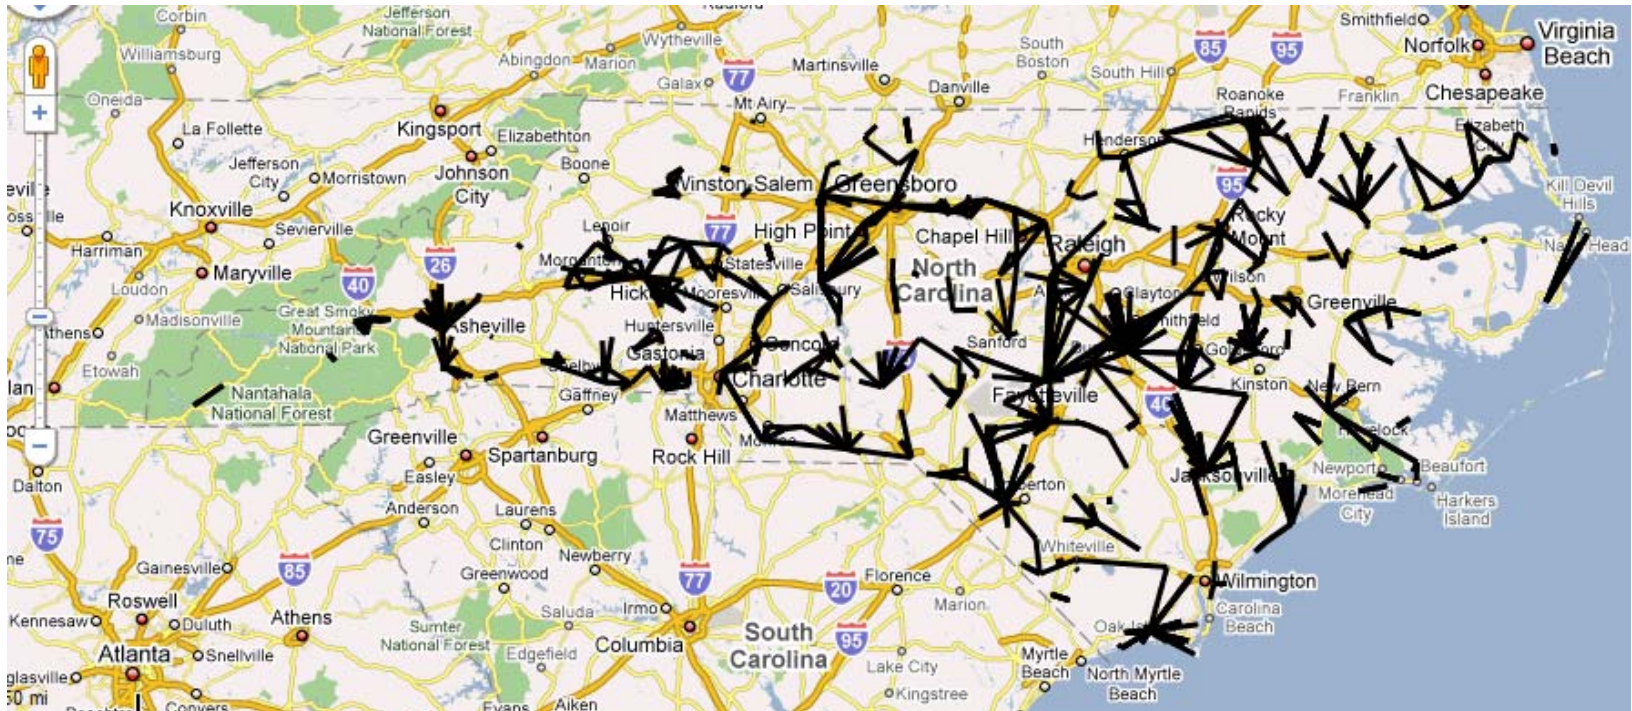 Corbin
Jefferson
National Forest
Williamsburg
Wytheville
Abingdon
Marion
Galax
77
Martinsville
South
Boston
South Hill
85
95
Smithfield
Norfolk
Virginia
Beach
Chesapeake
Oneida
Kingsport
Elizabethton
Mt Airy
Danville
Roanoke
Rapids
Franklin
La Follette
Johnson
City
Boone
Henderson
Elizabeth
City
Jefferson
City
Morristown
Winston-Salem
Greensboro
95
Kill Devil
Hills
Knoxville
Sevierville
Harriman
Lenoir
77
High Point
Chapel Hill
Raleigh
Rocky
Mount
Maryville
26
40
Statesville
North
Carolina
Wilson
Loudon
Salisbury
Mooresville
Clayton
Greenville
Athens
Madisonville
Great Smoky
Mountains
National Park
Asheville
Huntersville
Concord
Sanford
Etowah
Gastonia
Shelby
Charlotte
Kinston
New Bern
Nantahala
National Forest
Gaffney
Fayetteville
40
Matthews
Greenville
Spartanburg
Monroe
Rock Hill
Havelock
Easley
Jacksonville
Newport
Beaufort
Dalton
Morehead
City
Harkers
Island
Anderson
Laurens
Lumberton
75
Clinton
Newberry
Whiteville
Gainesville
85
Greenwood
77
20
Florence
Wilmington
Roswell
Athens
Saluda
Irmo
Marion
Carolina
Beach
Kennesaw
Duluth
Sumter
National Forest
Columbia
South
Carolina
95
Atlanta
Snellville
Edgefield
Lake City
Myrtle
Beach
North Myrtle
Beach
Kingstree
Aiken